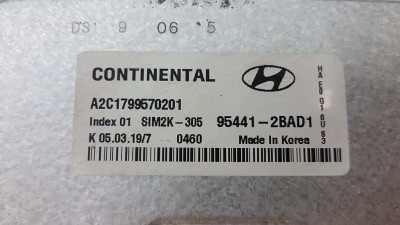 DS 9 06 5
CONTINENTAL
A2C1799570201
Index 01 SIM2K-305 95441-2BAD1
K 05.03.19/7 0460 Made in Korea